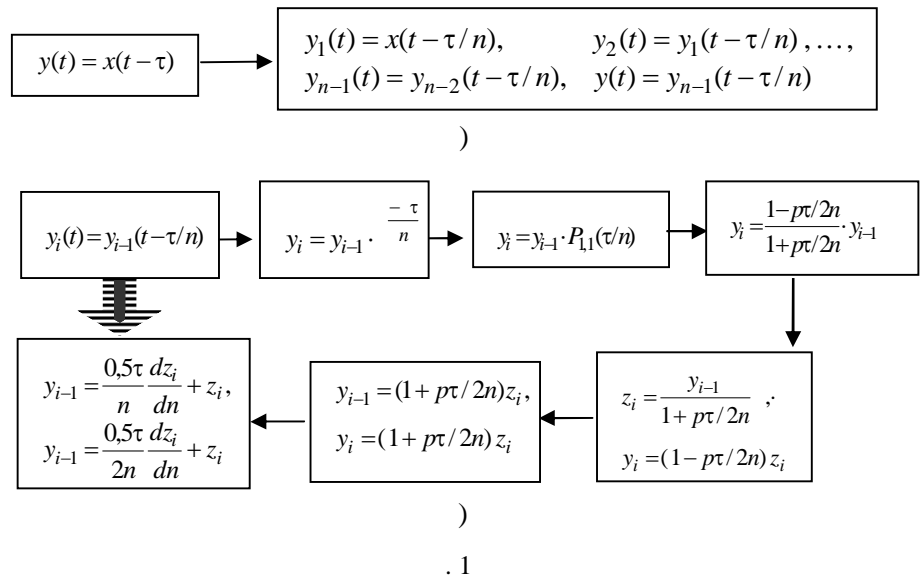 y(t) = x(t − τ)
y₁(t) = x(t − τ/n), y₂(t) = y₁(t − τ/n) , …,
yₙ₋₁(t) = yₙ₋₂(t − τ/n), y(t) = yₙ₋₁(t − τ/n)
)
yᵢ(t) = yᵢ₋₁(t − τ/n)
yᵢ = yᵢ₋₁ · − τ/n
yᵢ = yᵢ₋₁ · P₁,₁(τ/n)
yᵢ = (1 − pτ/2n)/(1 + pτ/2n) · yᵢ₋₁
yᵢ₋₁ = 0,5τ/n dzᵢ/dn + zᵢ,
yᵢ₋₁ = 0,5τ/2n dzᵢ/dn + zᵢ
yᵢ₋₁ = (1 + pτ/2n)zᵢ,
yᵢ = (1 + pτ/2n) zᵢ
zᵢ = yᵢ₋₁/(1 + pτ/2n) ,·
yᵢ = (1 − pτ/2n) zᵢ
)
. 1